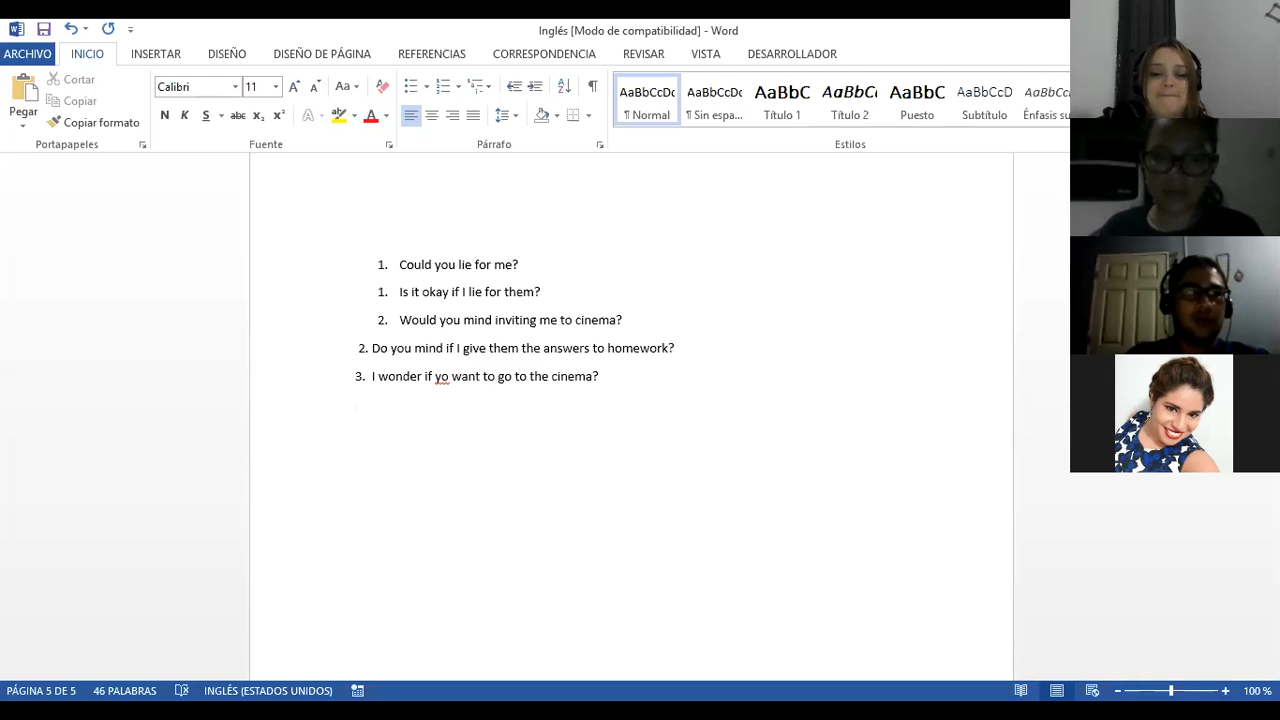 Inglés [Modo de compatibilidad] - Word
ARCHIVO INICIO INSERTAR DISEÑO DISEÑO DE PÁGINA REFERENCIAS CORRESPONDENCIA REVISAR VISTA DESARROLLADOR
Pegar
Cortar
Copiar
Copiar formato
Portapapeles
Calibri 11
Aa
N K S abc x₂ x² A A
Fuente
Párrafo
AaBbCcDc AaBbCcDc AaBbC AaBbCc AaBbC AaBbCcD AaBbCcD
¶ Normal ¶ Sin espa... Título 1 Título 2 Puesto Subtítulo Énfasis su
Estilos
1. Could you lie for me?
1. Is it okay if I lie for them?
2. Would you mind inviting me to cinema?
2. Do you mind if I give them the answers to homework?
3. I wonder if yo want to go to the cinema?
PÁGINA 5 DE 5 46 PALABRAS INGLÉS (ESTADOS UNIDOS) 100 %